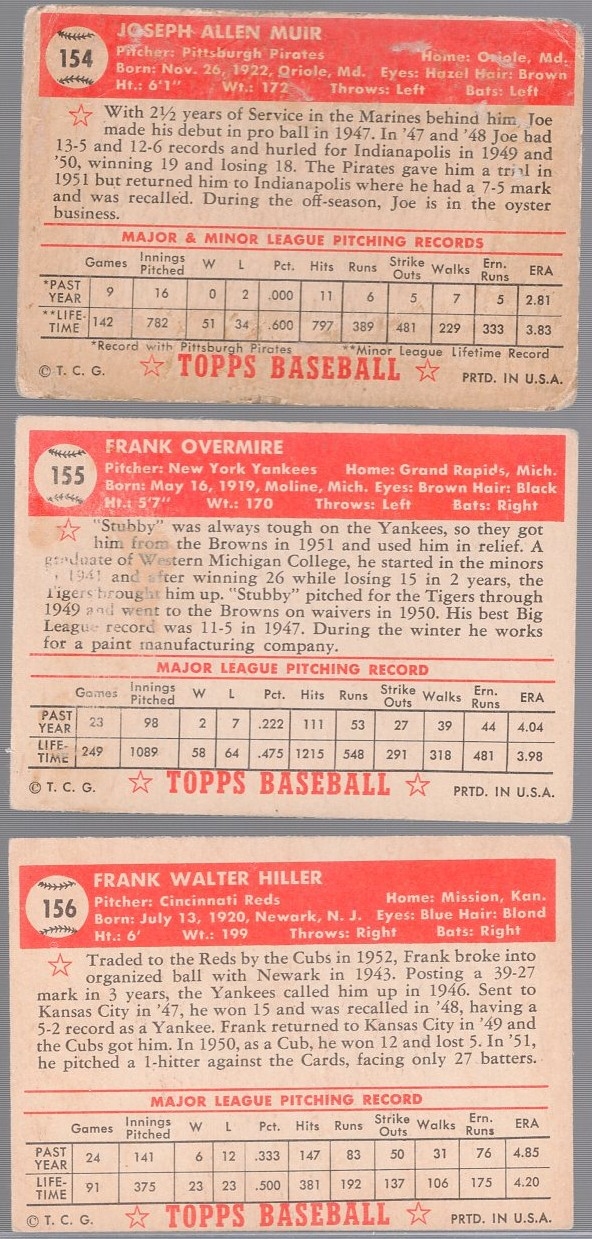 154
JOSEPH ALLEN MUIR
Pitcher: Pittsburgh Pirates Home: Oriole, Md.
Born: Nov. 26, 1922, Oriole, Md. Eyes: Hazel Hair: Brown
Ht.: 6'1" Wt.: 172 Throws: Left Bats: Left
With 2½ years of Service in the Marines behind him, Joe
made his debut in pro ball in 1947. In '47 and '48 Joe had
13-5 and 12-6 records and hurled for Indianapolis in 1949 and
'50, winning 19 and losing 18. The Pirates gave him a trial in
1951 but returned him to Indianapolis where he had a 7-5 mark
and was recalled. During the off-season, Joe is in the oyster
business.
MAJOR & MINOR LEAGUE PITCHING RECORDS
Games Innings Pitched W L Pct. Hits Runs Strike Outs Walks Ern. Runs ERA
*PAST YEAR 9 16 0 2 .000 11 6 5 7 5 2.81
**LIFE-TIME 142 782 51 34 .600 797 389 481 229 333 3.83
*Record with Pittsburgh Pirates **Minor League Lifetime Record
© T. C. G. TOPPS BASEBALL PRTD. IN U.S.A.
155
FRANK OVERMIRE
Pitcher: New York Yankees Home: Grand Rapids, Mich.
Born: May 16, 1919, Moline, Mich. Eyes: Brown Hair: Black
Ht.: 5'7" Wt.: 170 Throws: Left Bats: Right
"Stubby" was always tough on the Yankees, so they got
him from the Browns in 1951 and used him in relief. A
graduate of Western Michigan College, he started in the minors
in 1941 and after winning 26 while losing 15 in 2 years, the
Tigers brought him up. "Stubby" pitched for the Tigers through
1949 and went to the Browns on waivers in 1950. His best Big
League record was 11-5 in 1947. During the winter he works
for a paint manufacturing company.
MAJOR LEAGUE PITCHING RECORD
Games Innings Pitched W L Pct. Hits Runs Strike Outs Walks Ern. Runs ERA
PAST YEAR 23 98 2 7 .222 111 53 27 39 44 4.04
LIFE-TIME 249 1089 58 64 .475 1215 548 291 318 481 3.98
© T. C. G. TOPPS BASEBALL PRTD. IN U.S.A.
156
FRANK WALTER HILLER
Pitcher: Cincinnati Reds Home: Mission, Kan.
Born: July 13, 1920, Newark, N. J. Eyes: Blue Hair: Blond
Ht.: 6' Wt.: 199 Throws: Right Bats: Right
Traded to the Reds by the Cubs in 1952, Frank broke into
organized ball with Newark in 1943. Posting a 39-27
mark in 3 years, the Yankees called him up in 1946. Sent to
Kansas City in '47, he won 15 and was recalled in '48, having a
5-2 record as a Yankee. Frank returned to Kansas City in '49 and
the Cubs got him. In 1950, as a Cub, he won 12 and lost 5. In '51,
he pitched a 1-hitter against the Cards, facing only 27 batters.
MAJOR LEAGUE PITCHING RECORD
Games Innings Pitched W L Pct. Hits Runs Strike Outs Walks Ern. Runs ERA
PAST YEAR 24 141 6 12 .333 147 83 50 31 76 4.85
LIFE-TIME 91 375 23 23 .500 381 192 137 106 175 4.20
© T. C. G. TOPPS BASEBALL PRTD. IN U.S.A.